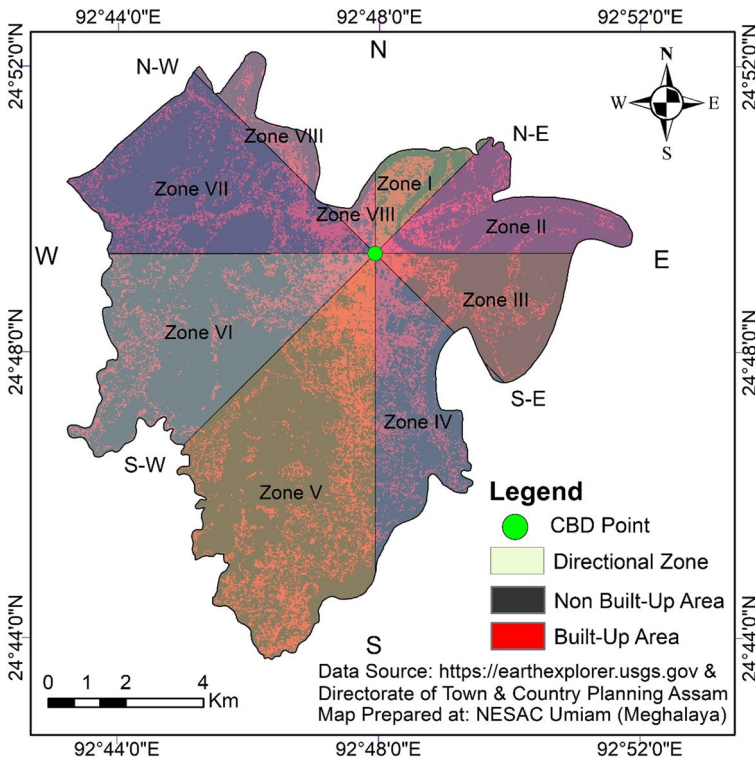 92°44'0"E 92°48'0"E 92°52'0"E
24°52'0"N 24°52'0"N
N
N-W
N
W E
S
Zone VIII
N-E
Zone VII
Zone I
Zone VIII
Zone II
W
E
Zone III
Zone VI
24°48'0"N 24°48'0"N
S-E
Zone IV
S-W
Zone V
Legend
CBD Point
Directional Zone
Non Built-Up Area
Built-Up Area
24°44'0"N 24°44'0"N
S
0 1 2 4
Km
Data Source: https://earthexplorer.usgs.gov &
Directorate of Town & Country Planning Assam
Map Prepared at: NESAC Umiam (Meghalaya)
92°44'0"E 92°48'0"E 92°52'0"E